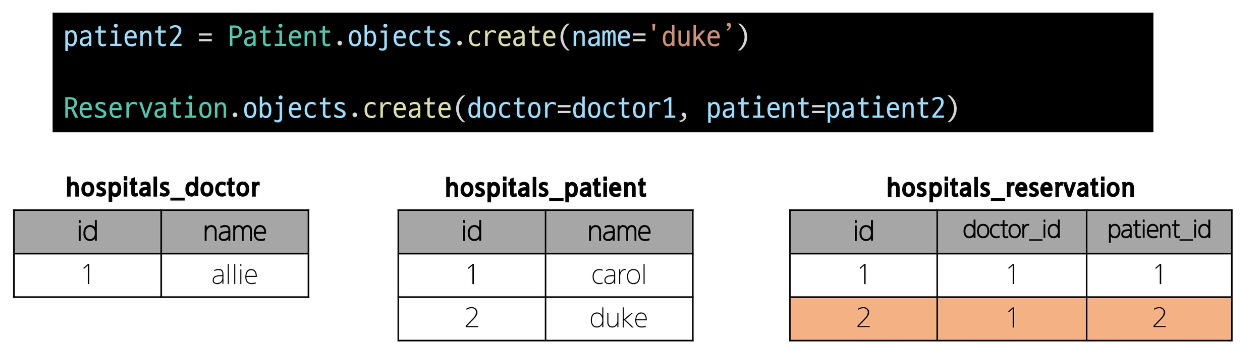 patient2 = Patient.objects.create(name='duke’)
Reservation.objects.create(doctor=doctor1, patient=patient2)
hospitals_doctor
id name
1 allie
hospitals_patient
id name
1 carol
2 duke
hospitals_reservation
id doctor_id patient_id
1 1 1
2 1 2